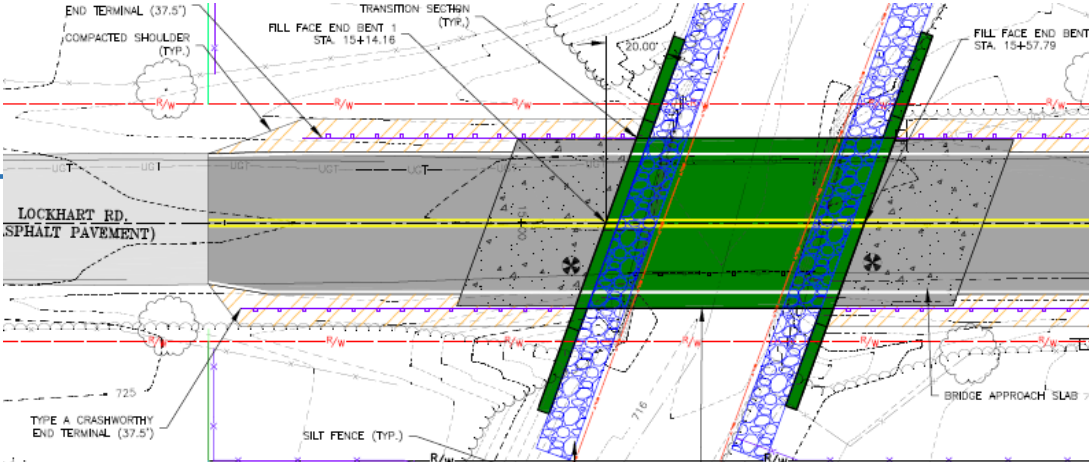 END TERMINAL (37.5')
TRANSITION SECTION
(TYP.)
FILL FACE END BENT 1
STA. 15+14.16
20.00'
FILL FACE END BENT
STA. 15+57.79
COMPACTED SHOULDER
(TYP.)
R/W
R/W
R/W
R/W
R/W
R/W
UGT
UGT
UGT
UGT
UGT
LOCKHART RD.
ASPHALT PAVEMENT)
R/W
R/W
R/W
R/W
R/W
R/W
725
716
BRIDGE APPROACH SLAB
TYPE A CRASHWORTHY
END TERMINAL (37.5')
SILT FENCE (TYP.)
R/W
R/W